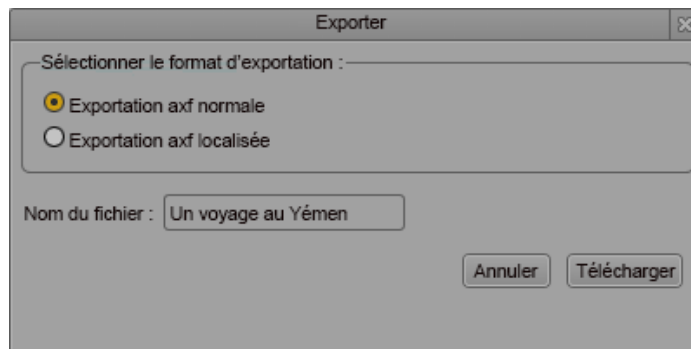 Exporter
Sélectionner le format d'exportation :
Exportation axf normale
Exportation axf localisée
Nom du fichier : Un voyage au Yémen
Annuler Télécharger